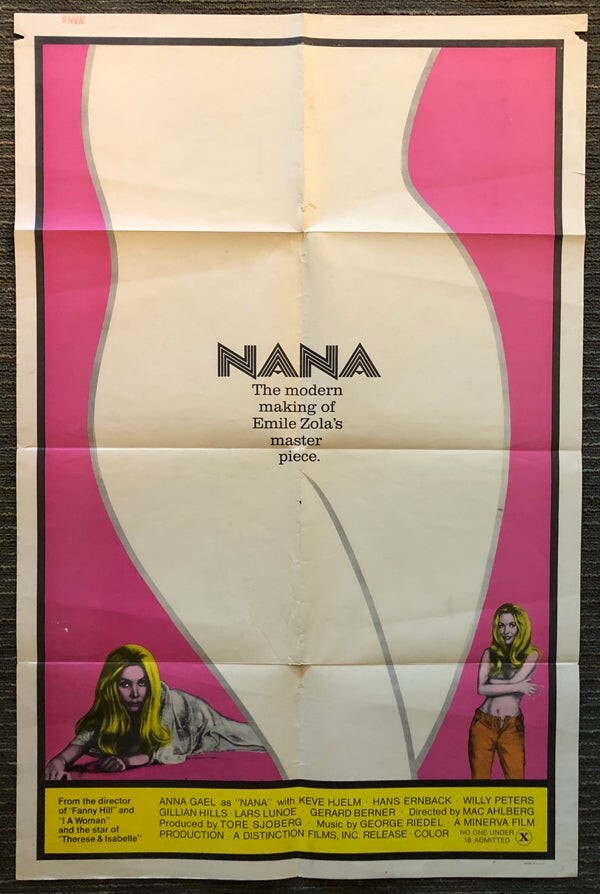 NANA
NANA
The modern
making of
Emile Zola's
master
piece.
From the director
of "Fanny Hill" and
"I A Woman"
and the star of
"Therese & Isabelle"
ANNA GAEL as "NANA" with KEVE HJELM · HANS ERNBACK · WILLY PETERS
GILLIAN HILLS · LARS LUNOE · GERARD BERNER · Directed by MAC AHLBERG
Produced by TORE SJOBERG · Music by GEORGE RIEDEL · A MINERVA FILM
PRODUCTION · A DISTINCTION FILMS, INC. RELEASE · COLOR
NO ONE UNDER
18 ADMITTED X